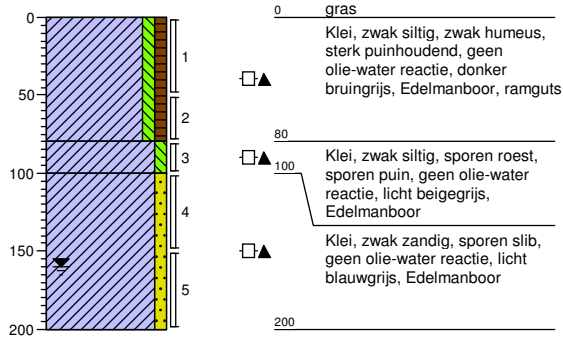 0
50
100
150
200
1
2
3
4
5
0 gras
Klei, zwak siltig, zwak humeus,
sterk puinhoudend, geen
olie-water reactie, donker
bruingrijs, Edelmanboor, ramguts
80
Klei, zwak siltig, sporen roest,
sporen puin, geen olie-water
reactie, licht beigegrijs,
Edelmanboor
100
Klei, zwak zandig, sporen slib,
geen olie-water reactie, licht
blauwgrijs, Edelmanboor
200